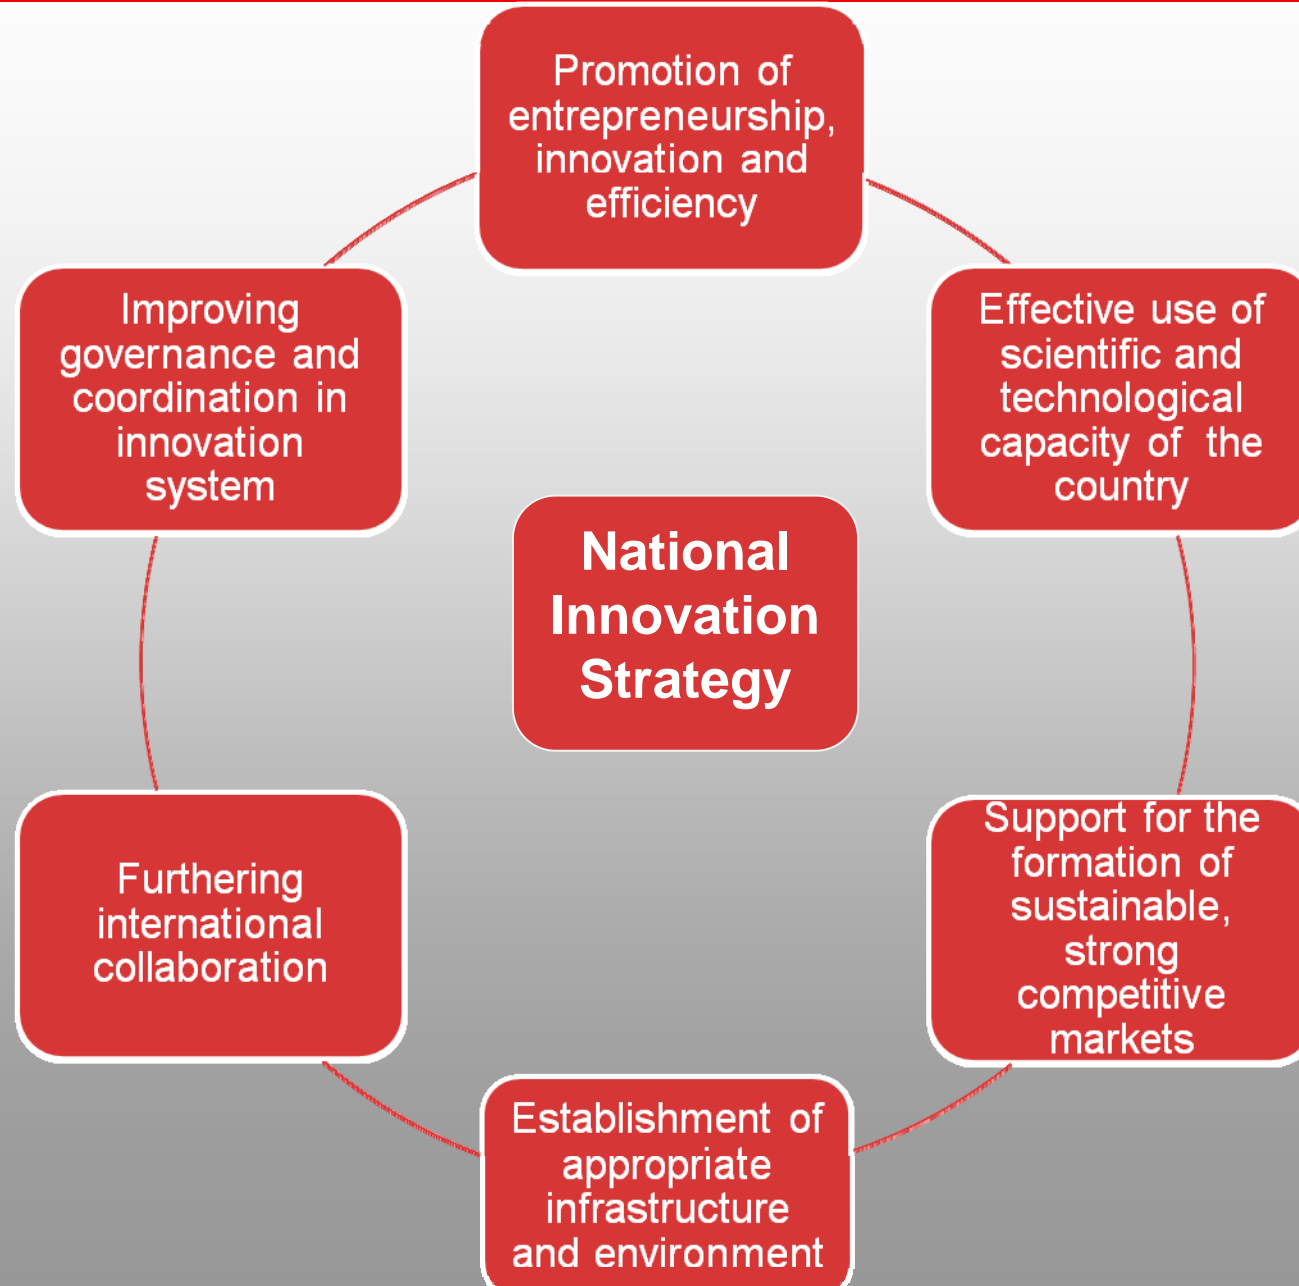 Promotion of
entrepreneurship,
innovation and
efficiency
Effective use of
scientific and
technological
capacity of the
country
Support for the
formation of
sustainable,
strong
competitive
markets
Establishment of
appropriate
infrastructure
and environment
Furthering
international
collaboration
Improving
governance and
coordination in
innovation
system
National
Innovation
Strategy